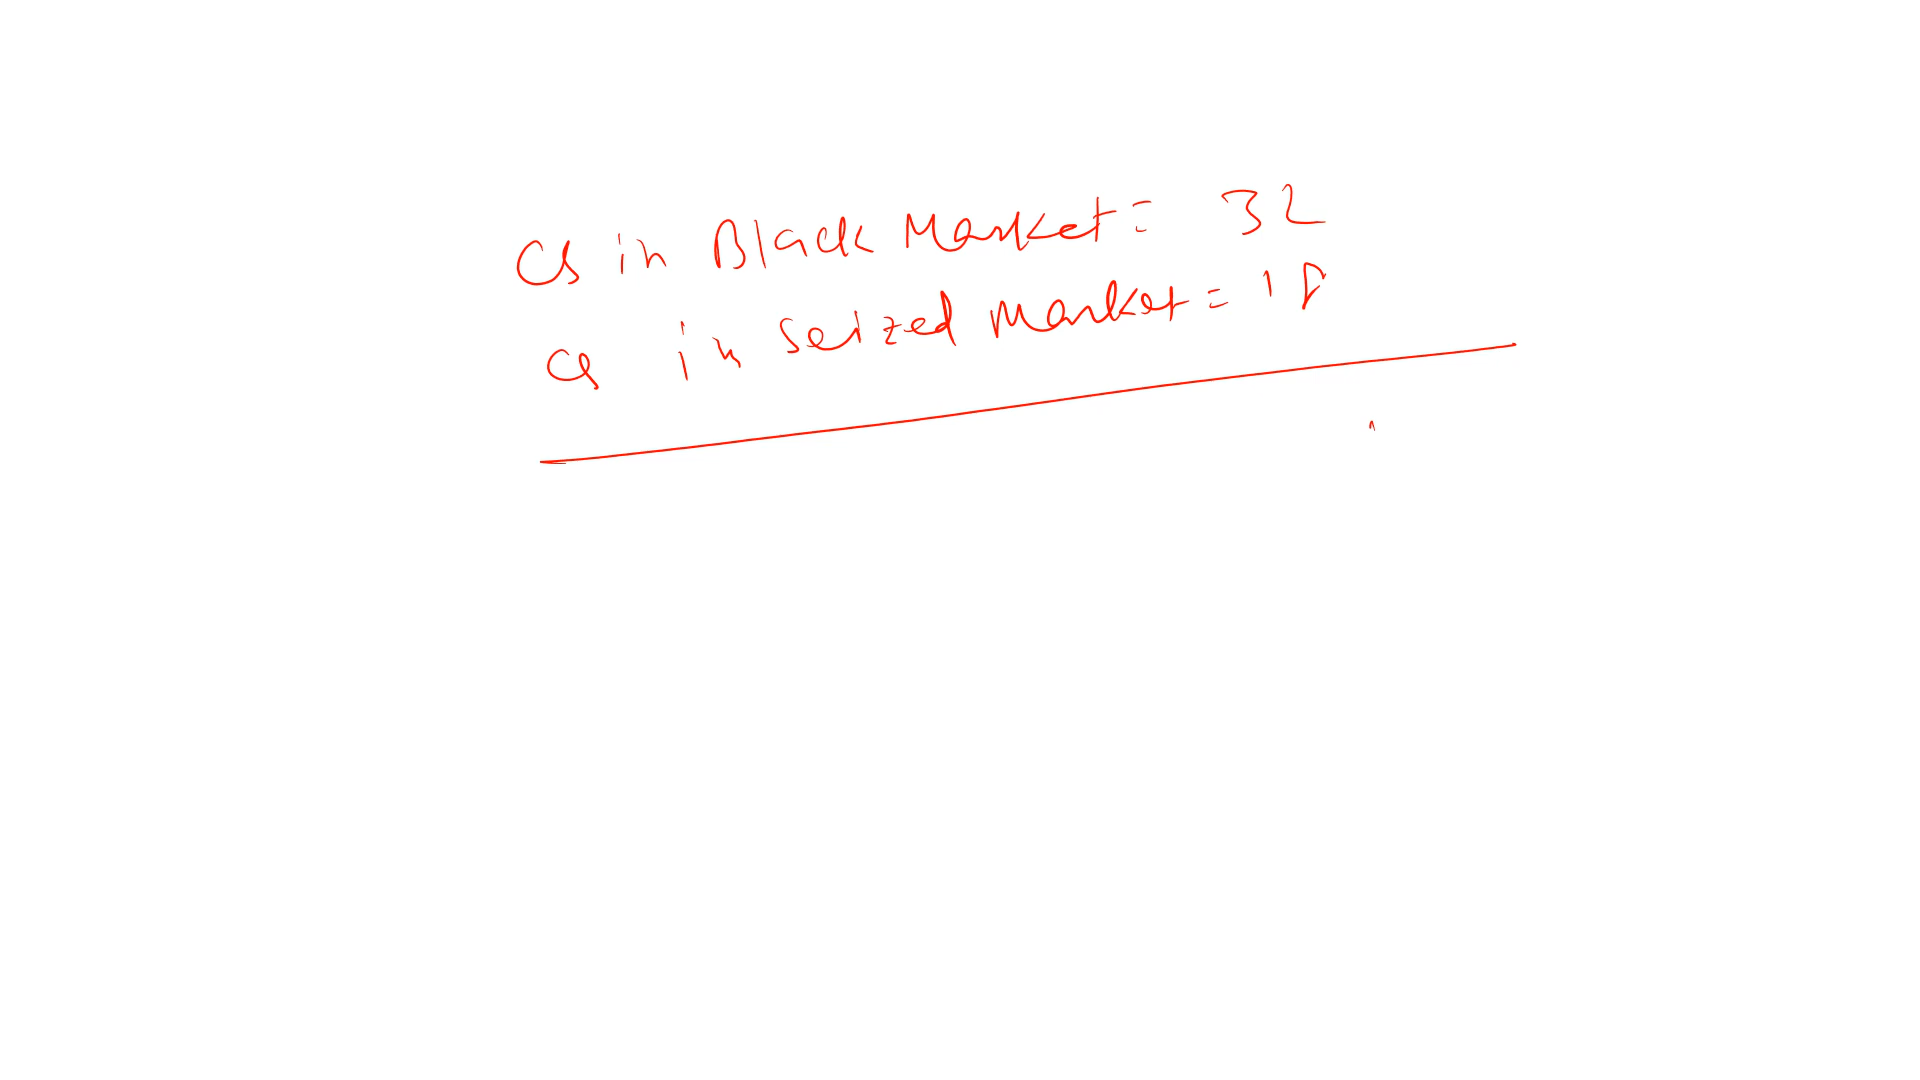 CS in Black Market = 32
CS in Seized Market = 18